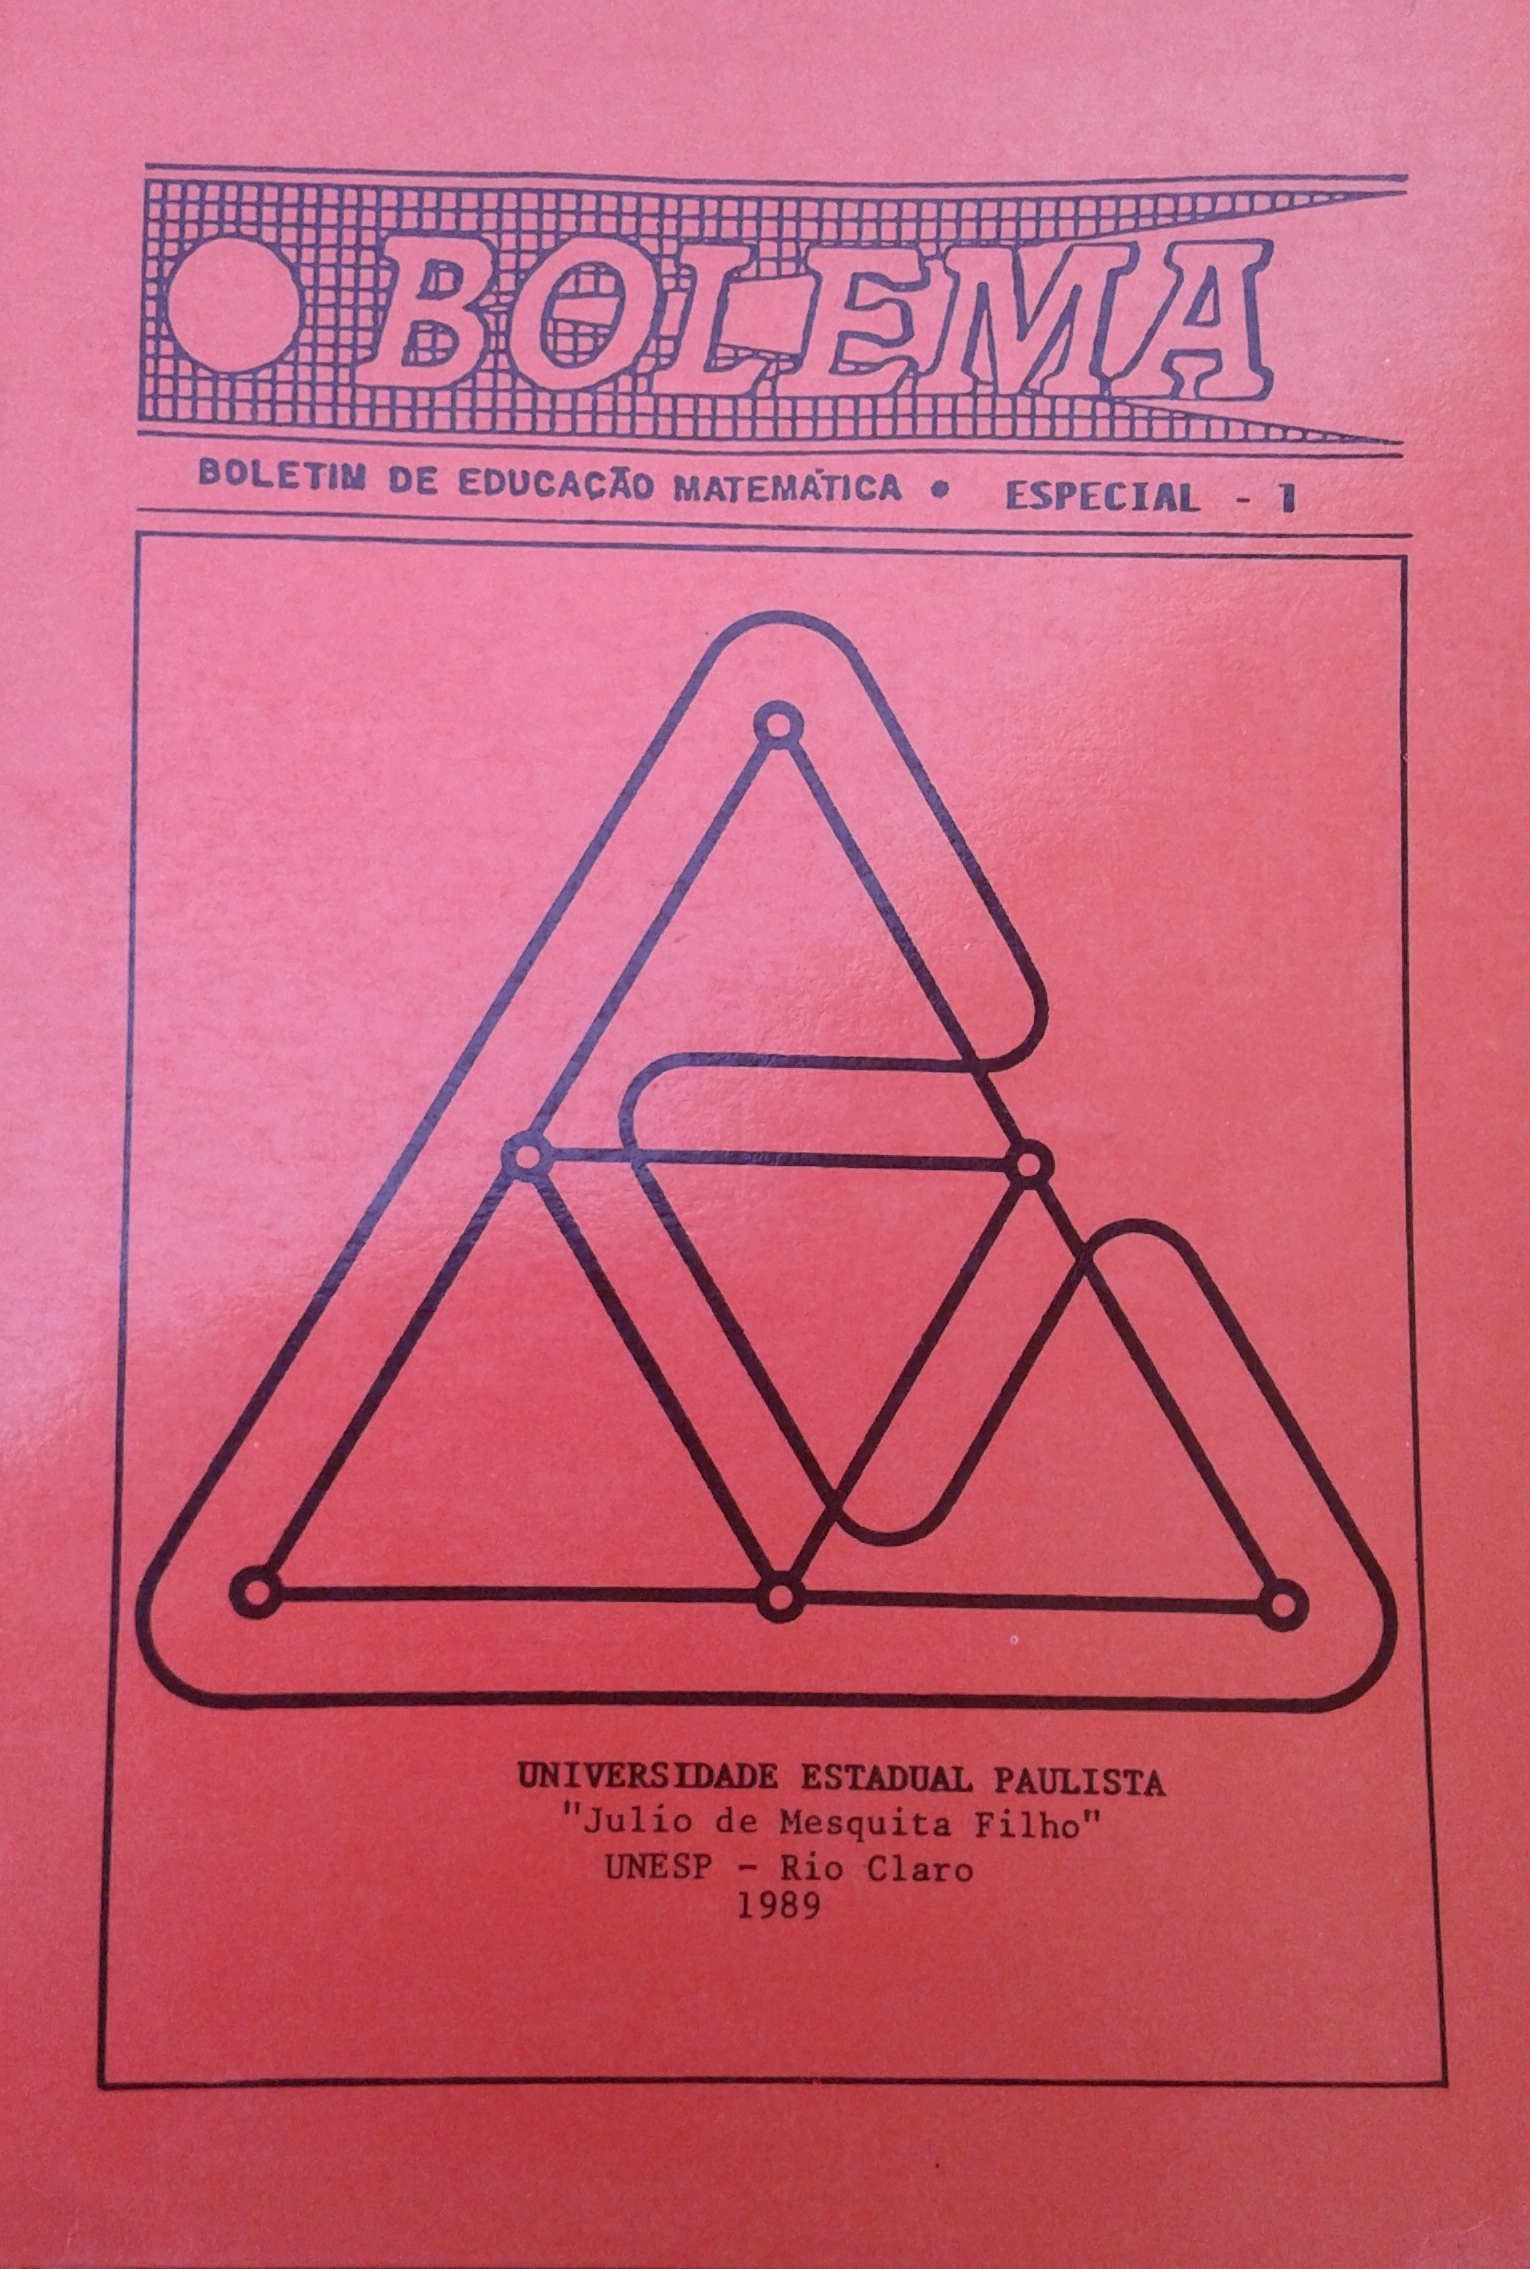 BOLEMA
BOLETIM DE EDUCAÇÃO MATEMÁTICA • ESPECIAL - 1
UNIVERSIDADE ESTADUAL PAULISTA
"Julio de Mesquita Filho"
UNESP - Rio Claro
1989